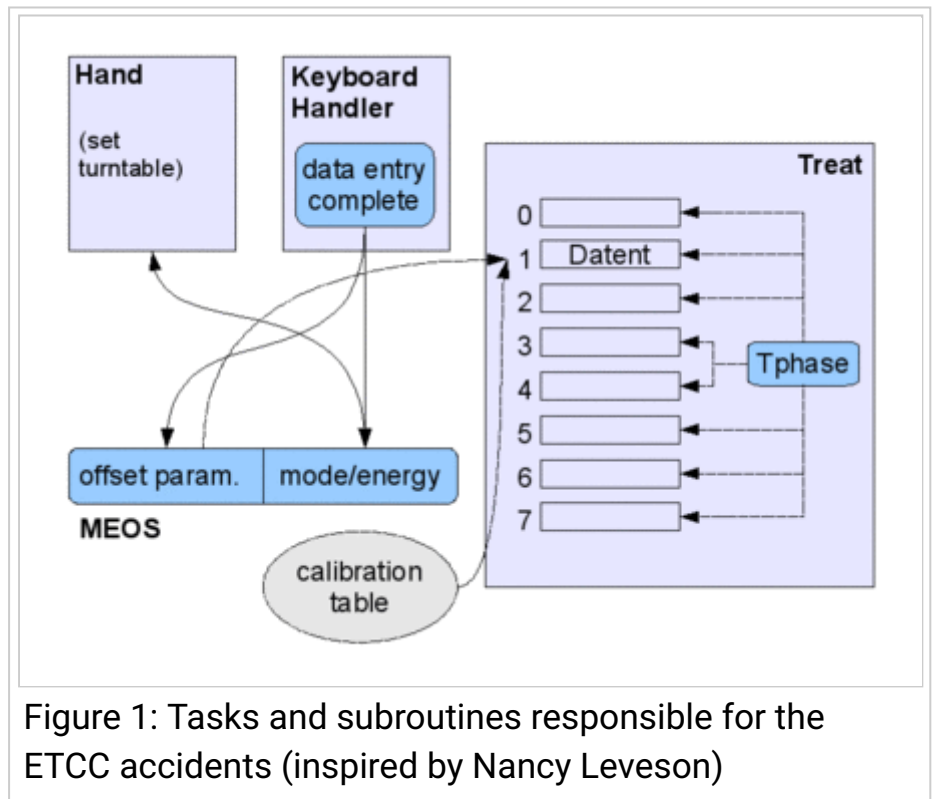 Hand
(set
turntable)
Keyboard
Handler
data entry
complete
Treat
0
1 Datent
2
3
4
5
6
7
Tphase
offset param. mode/energy
MEOS
calibration
table
Figure 1: Tasks and subroutines responsible for the
ETCC accidents (inspired by Nancy Leveson)